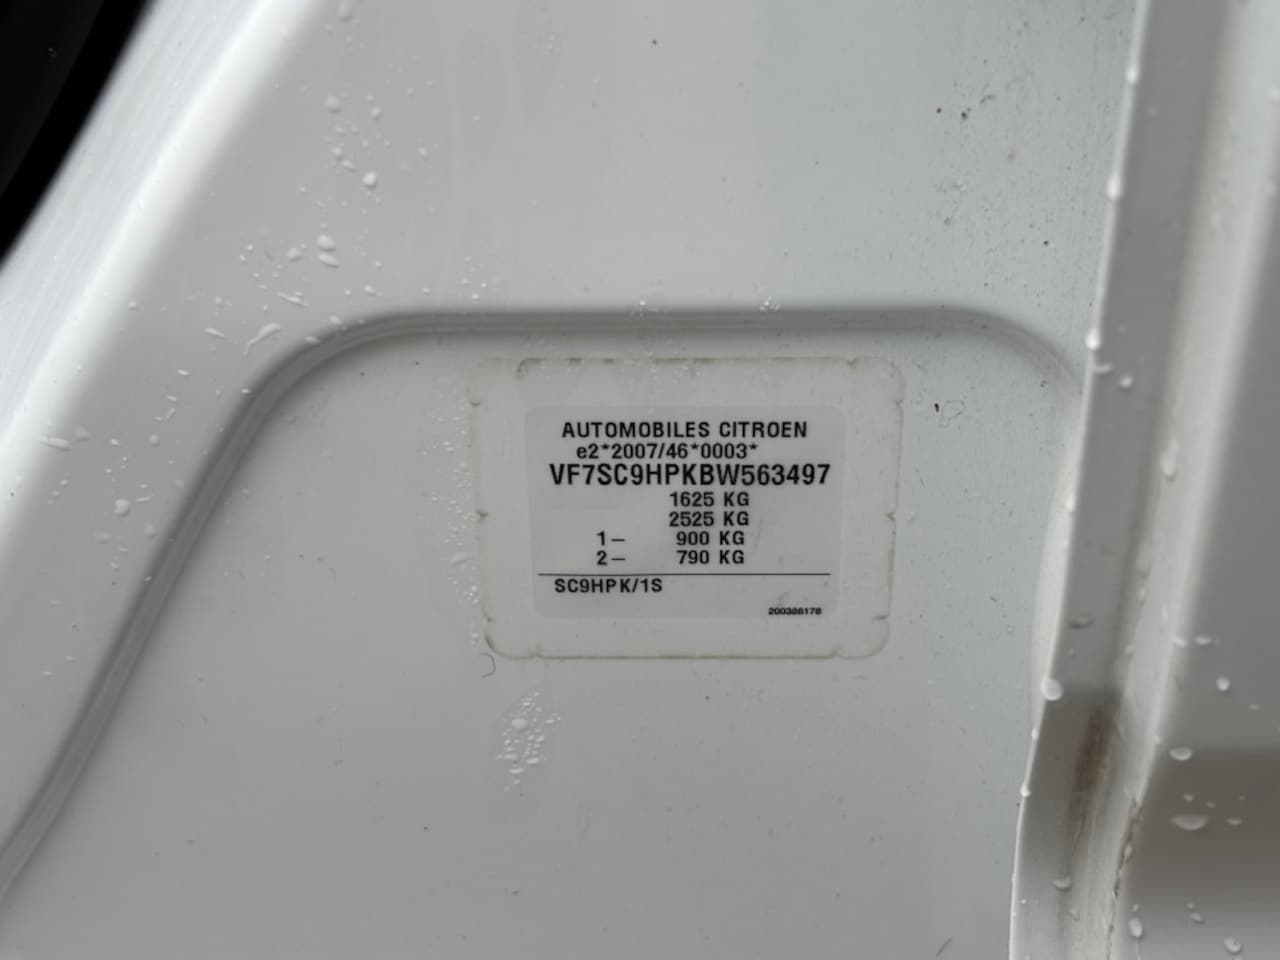 AUTOMOBILES CITROEN
e2*2007/46*0003*
VF7SC9HPKBW563497
1625 KG
2525 KG
1- 900 KG
2- 790 KG
SC9HPK/1S
200386178